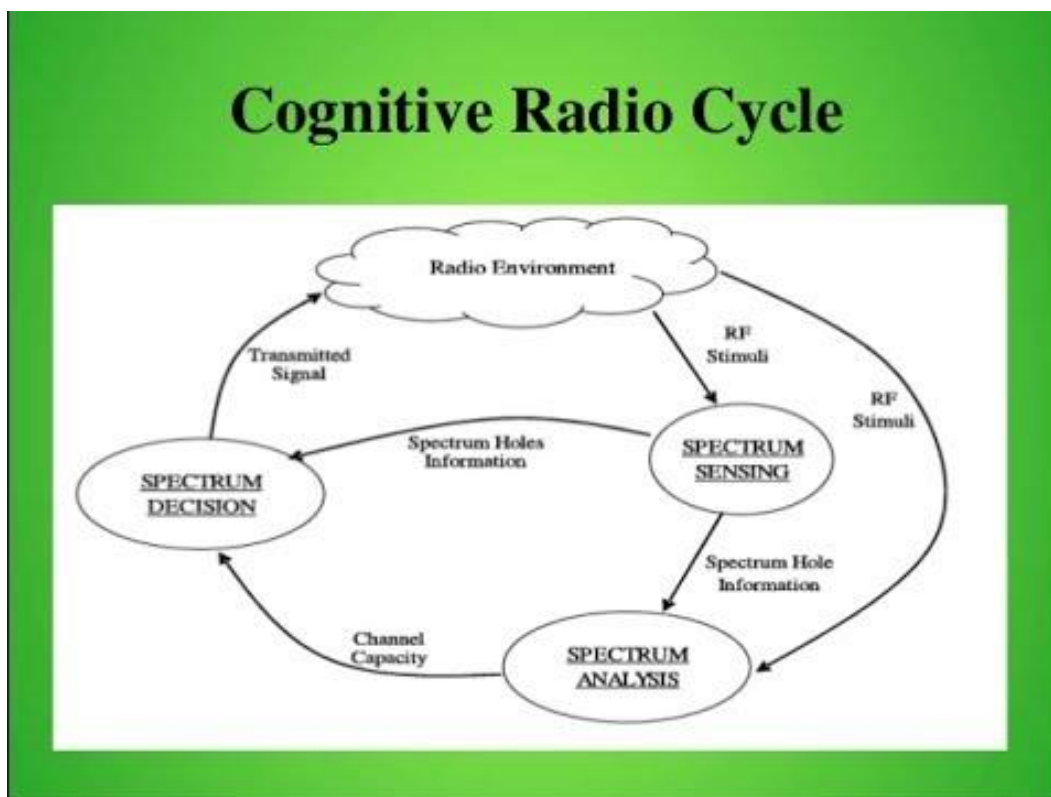 Cognitive Radio Cycle
Radio Environment
RF
Stimuli
Transmitted
Signal
RF
Stimuli
Spectrum Holes
Information
SPECTRUM
SENSING
SPECTRUM
DECISION
Spectrum Hole
Information
Channel
Capacity
SPECTRUM
ANALYSIS